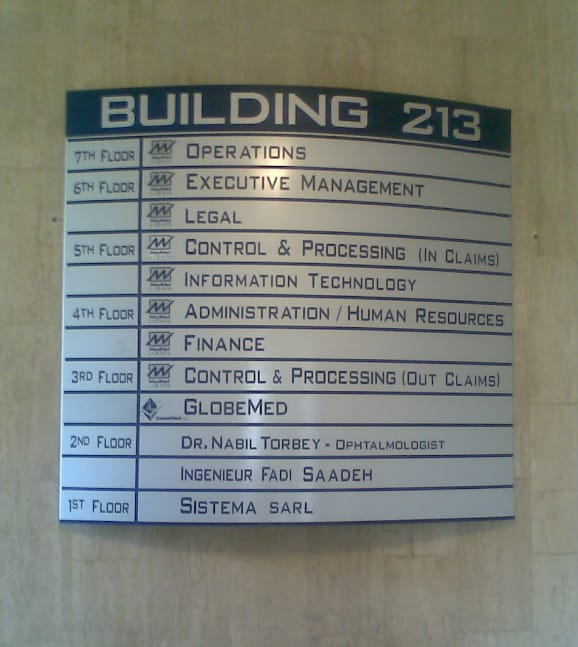 BUILDING 213
7TH FLOOR OPERATIONS
6TH FLOOR EXECUTIVE MANAGEMENT
LEGAL
5TH FLOOR CONTROL & PROCESSING (IN CLAIMS)
INFORMATION TECHNOLOGY
4TH FLOOR ADMINISTRATION / HUMAN RESOURCES
FINANCE
3RD FLOOR CONTROL & PROCESSING (OUT CLAIMS)
GLOBEMED
2ND FLOOR DR. NABIL TORBEY - OPHTALMOLOGIST
INGENIEUR FADI SAADEH
1ST FLOOR SISTEMA SARL